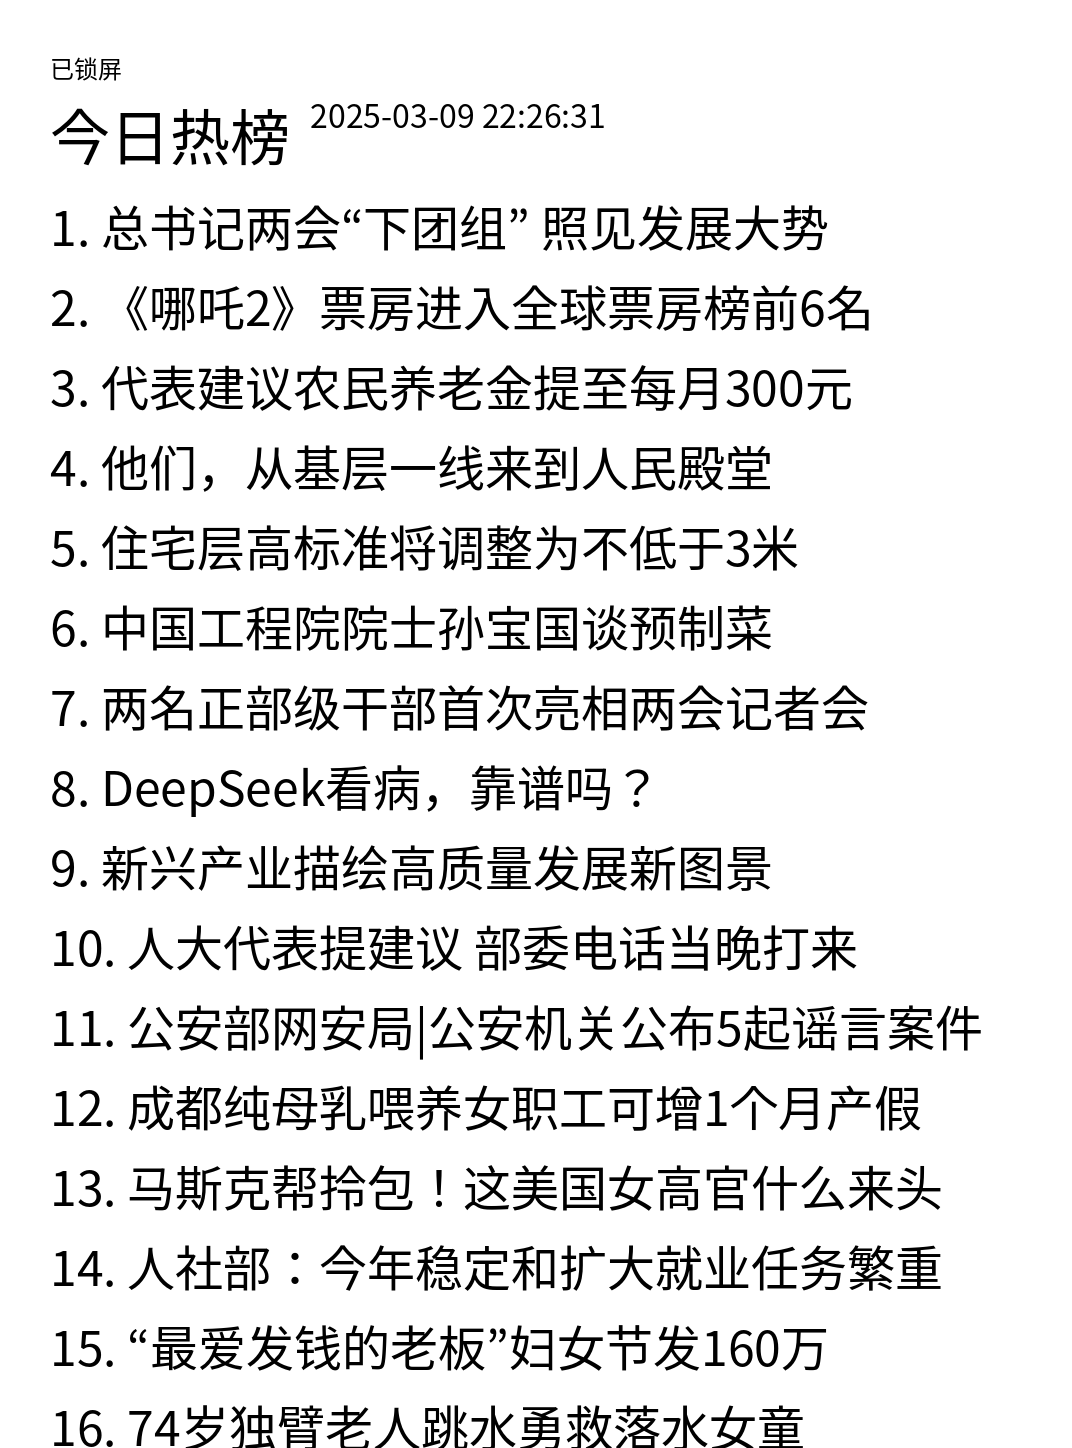 已锁屏
今日热榜 2025-03-09 22:26:31
1. 总书记两会“下团组” 照见发展大势
2. 《哪吒2》票房进入全球票房榜前6名
3. 代表建议农民养老金提至每月300元
4. 他们，从基层一线来到人民殿堂
5. 住宅层高标准将调整为不低于3米
6. 中国工程院院士孙宝国谈预制菜
7. 两名正部级干部首次亮相两会记者会
8. DeepSeek看病，靠谱吗？
9. 新兴产业描绘高质量发展新图景
10. 人大代表提建议 部委电话当晚打来
11. 公安部网安局|公安机关公布5起谣言案件
12. 成都纯母乳喂养女职工可增1个月产假
13. 马斯克帮拎包！这美国女高官什么来头
14. 人社部：今年稳定和扩大就业任务繁重
15. “最爱发钱的老板”妇女节发160万
16. 74岁独臂老人跳水勇救落水女童